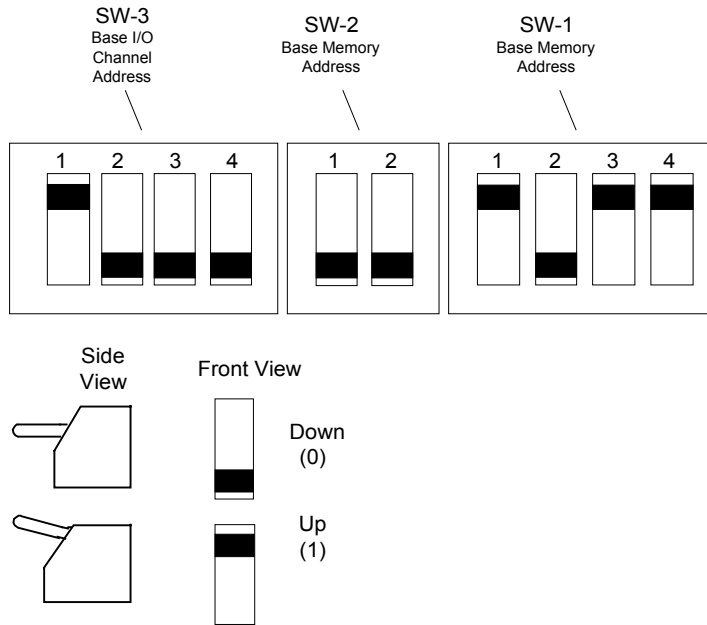 SW-3
Base I/O
Channel
Address
SW-2
Base Memory
Address
SW-1
Base Memory
Address
1 2 3 4
1 2
1 2 3 4
Side
View
Front View
Down
(0)
Up
(1)